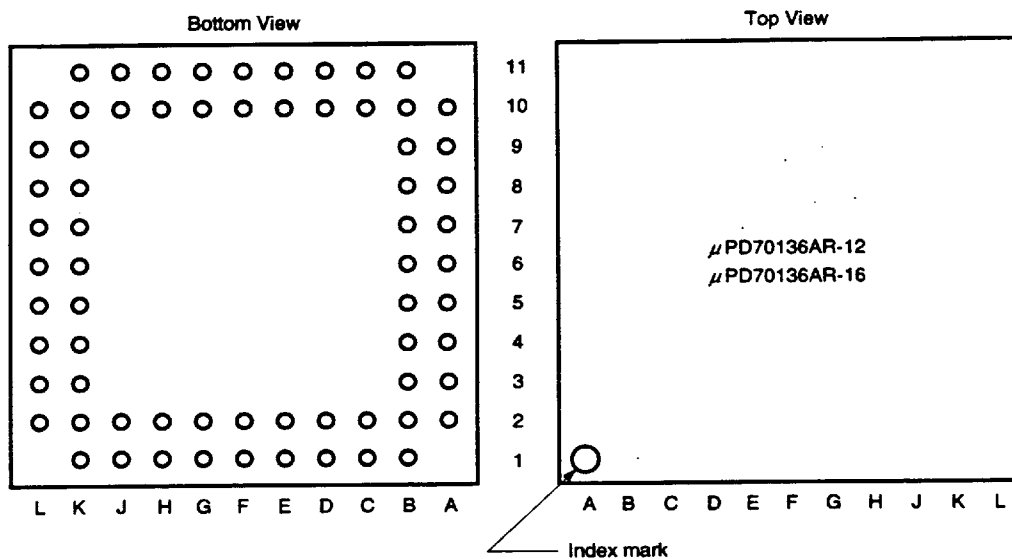 Bottom View
Top View
11
10
9
8
7
6
5
4
3
2
1
μPD70136AR-12
μPD70136AR-16
L K J H G F E D C B A
A B C D E F G H J K L
Index mark